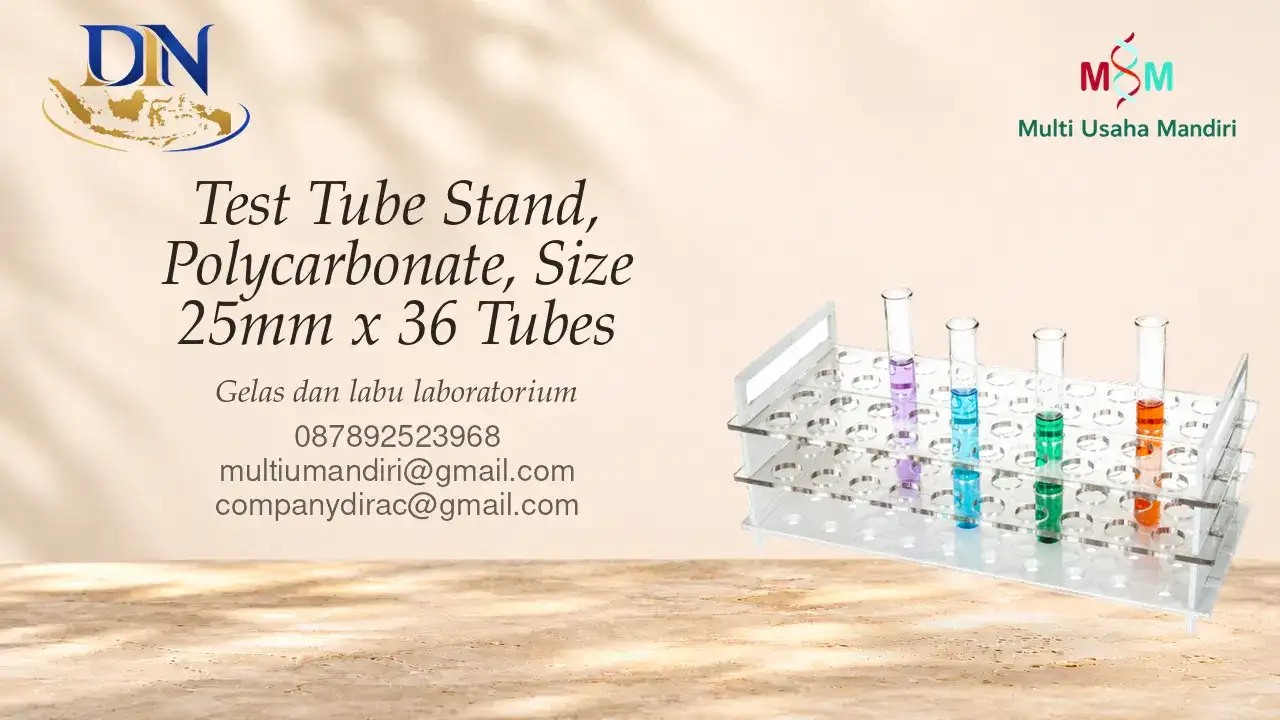 DIN
M M
Multi Usaha Mandiri
Test Tube Stand,
Polycarbonate, Size
25mm x 36 Tubes
Gelas dan labu laboratorium
087892523968
multiumandiri@gmail.com
companydirac@gmail.com